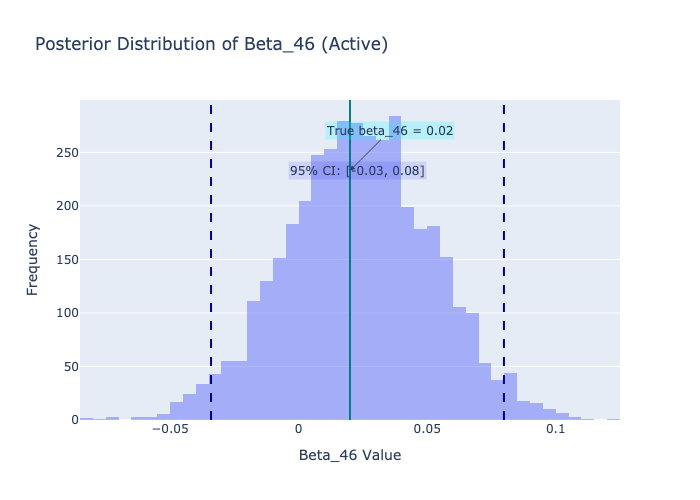 Posterior Distribution of Beta_46 (Active)
True beta_46 = 0.02
95% CI: [-0.03, 0.08]
Frequency
250
200
150
100
50
0
−0.05
0
0.05
0.1
Beta_46 Value